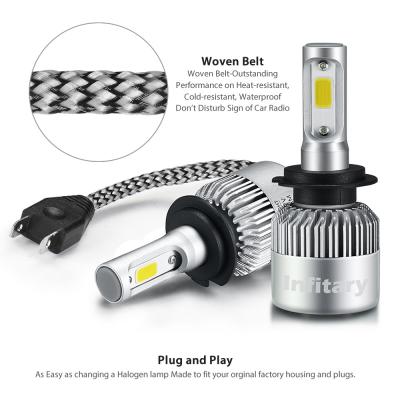 Woven Belt
Woven Belt-Outstanding
Performance on Heat-resistant,
Cold-resistant, Waterproof
Don't Disturb Sign of Car Radio
Infitary
Plug and Play
As Easy as changing a Halogen lamp Made to fit your orginal factory housing and plugs.